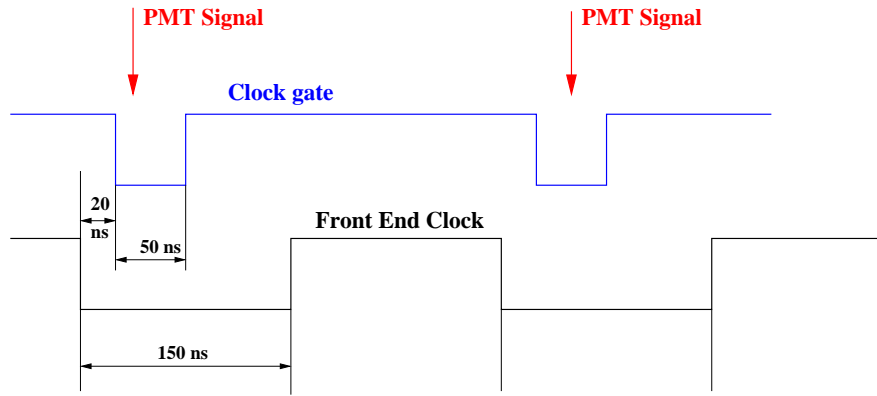 PMT Signal
PMT Signal
Clock gate
20
ns
50 ns
Front End Clock
150 ns